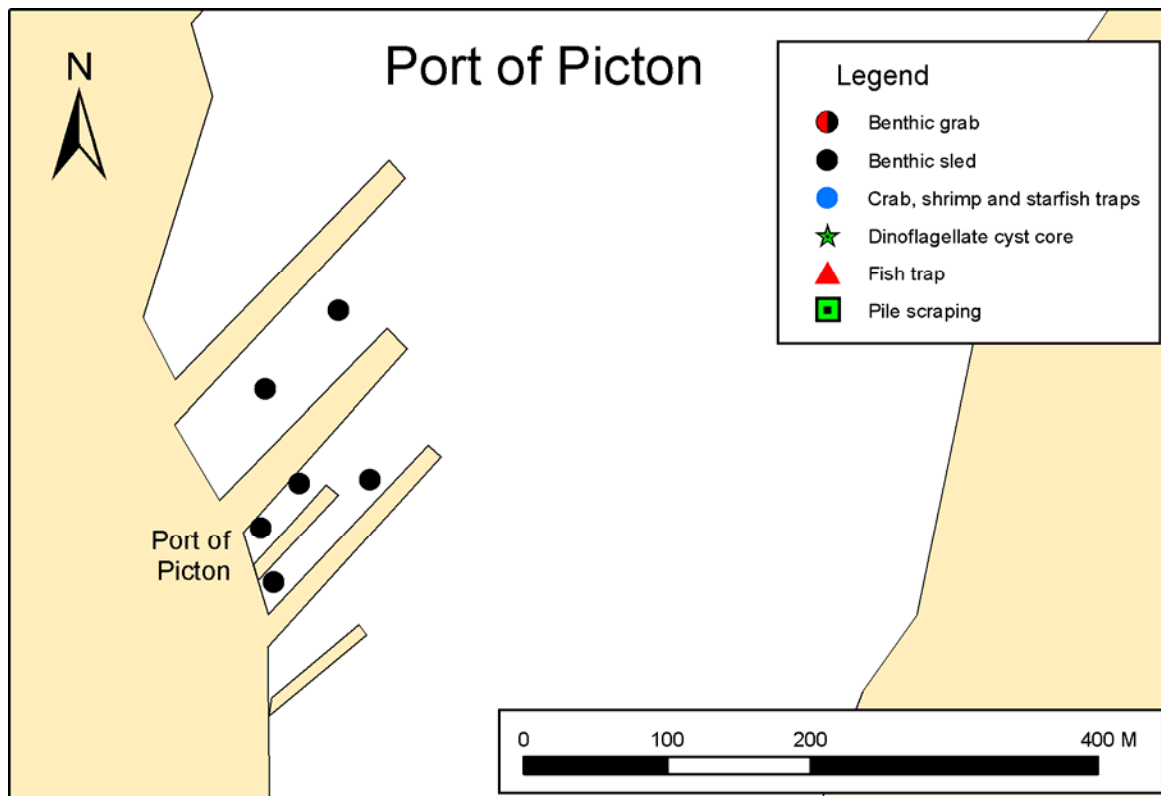 Port of Picton
N
Legend
Benthic grab
Benthic sled
Crab, shrimp and starfish traps
Dinoflagellate cyst core
Fish trap
Pile scraping
Port of
Picton
0 100 200 400 M